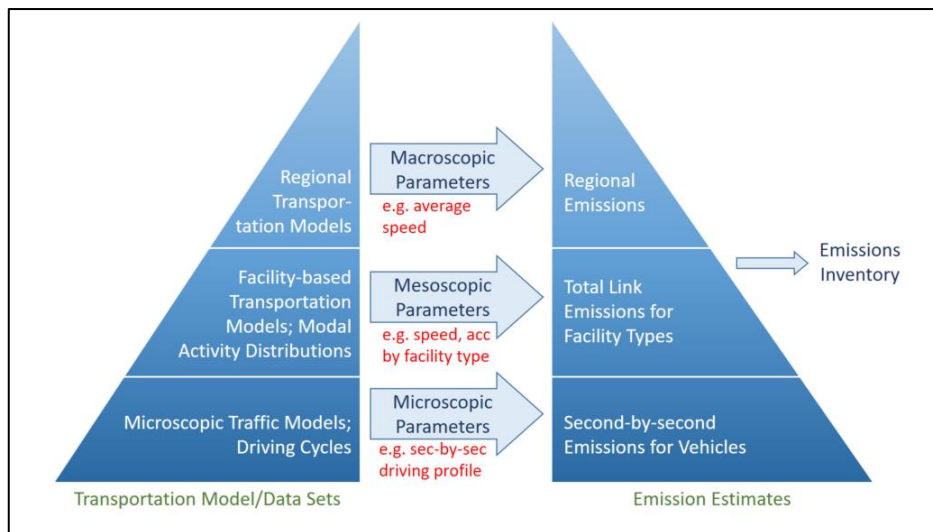 Regional
Transpor-
tation Models
Macroscopic
Parameters
e.g. average
speed
Regional
Emissions
Facility-based
Transportation
Models; Modal
Activity Distributions
Mesoscopic
Parameters
e.g. speed, acc
by facility type
Total Link
Emissions for
Facility Types
Emissions
Inventory
Microscopic Traffic Models;
Driving Cycles
Microscopic
Parameters
e.g. sec-by-sec
driving profile
Second-by-second
Emissions for Vehicles
Transportation Model/Data Sets
Emission Estimates